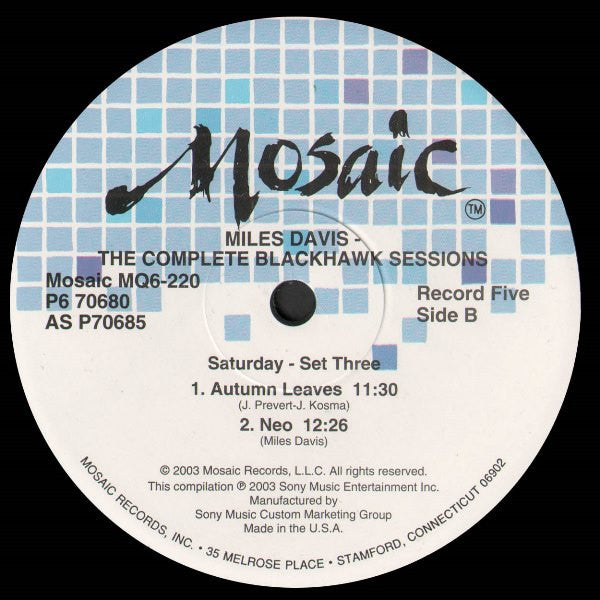 Mosaic
TM
MILES DAVIS -
THE COMPLETE BLACKHAWK SESSIONS
Mosaic MQ6-220
P6 70680
AS P70685
Record Five
Side B
Saturday - Set Three
1. Autumn Leaves 11:30
(J. Prevert-J. Kosma)
2. Neo 12:26
(Miles Davis)
© 2003 Mosaic Records, L.L.C. All rights reserved.
This compilation ℗ 2003 Sony Music Entertainment Inc.
Manufactured by
Sony Music Custom Marketing Group
Made in the U.S.A.
MOSAIC RECORDS, INC. • 35 MELROSE PLACE • STAMFORD, CONNECTICUT 06902